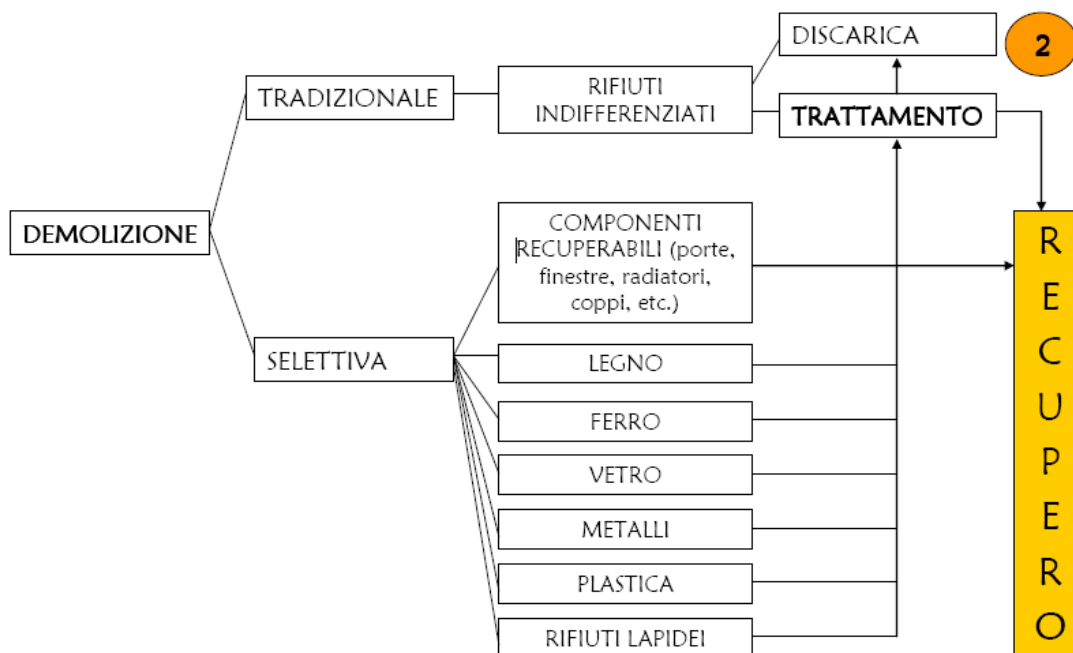 DISCARICA
2
TRADIZIONALE
RIFIUTI
INDIFFERENZIATI
TRATTAMENTO
DEMOLIZIONE
COMPONENTI
RECUPERABILI (porte,
finestre, radiatori,
coppi, etc.)
SELETTIVA
LEGNO
FERRO
VETRO
METALLI
PLASTICA
RIFIUTI LAPIDEI
R
E
C
U
P
E
R
O